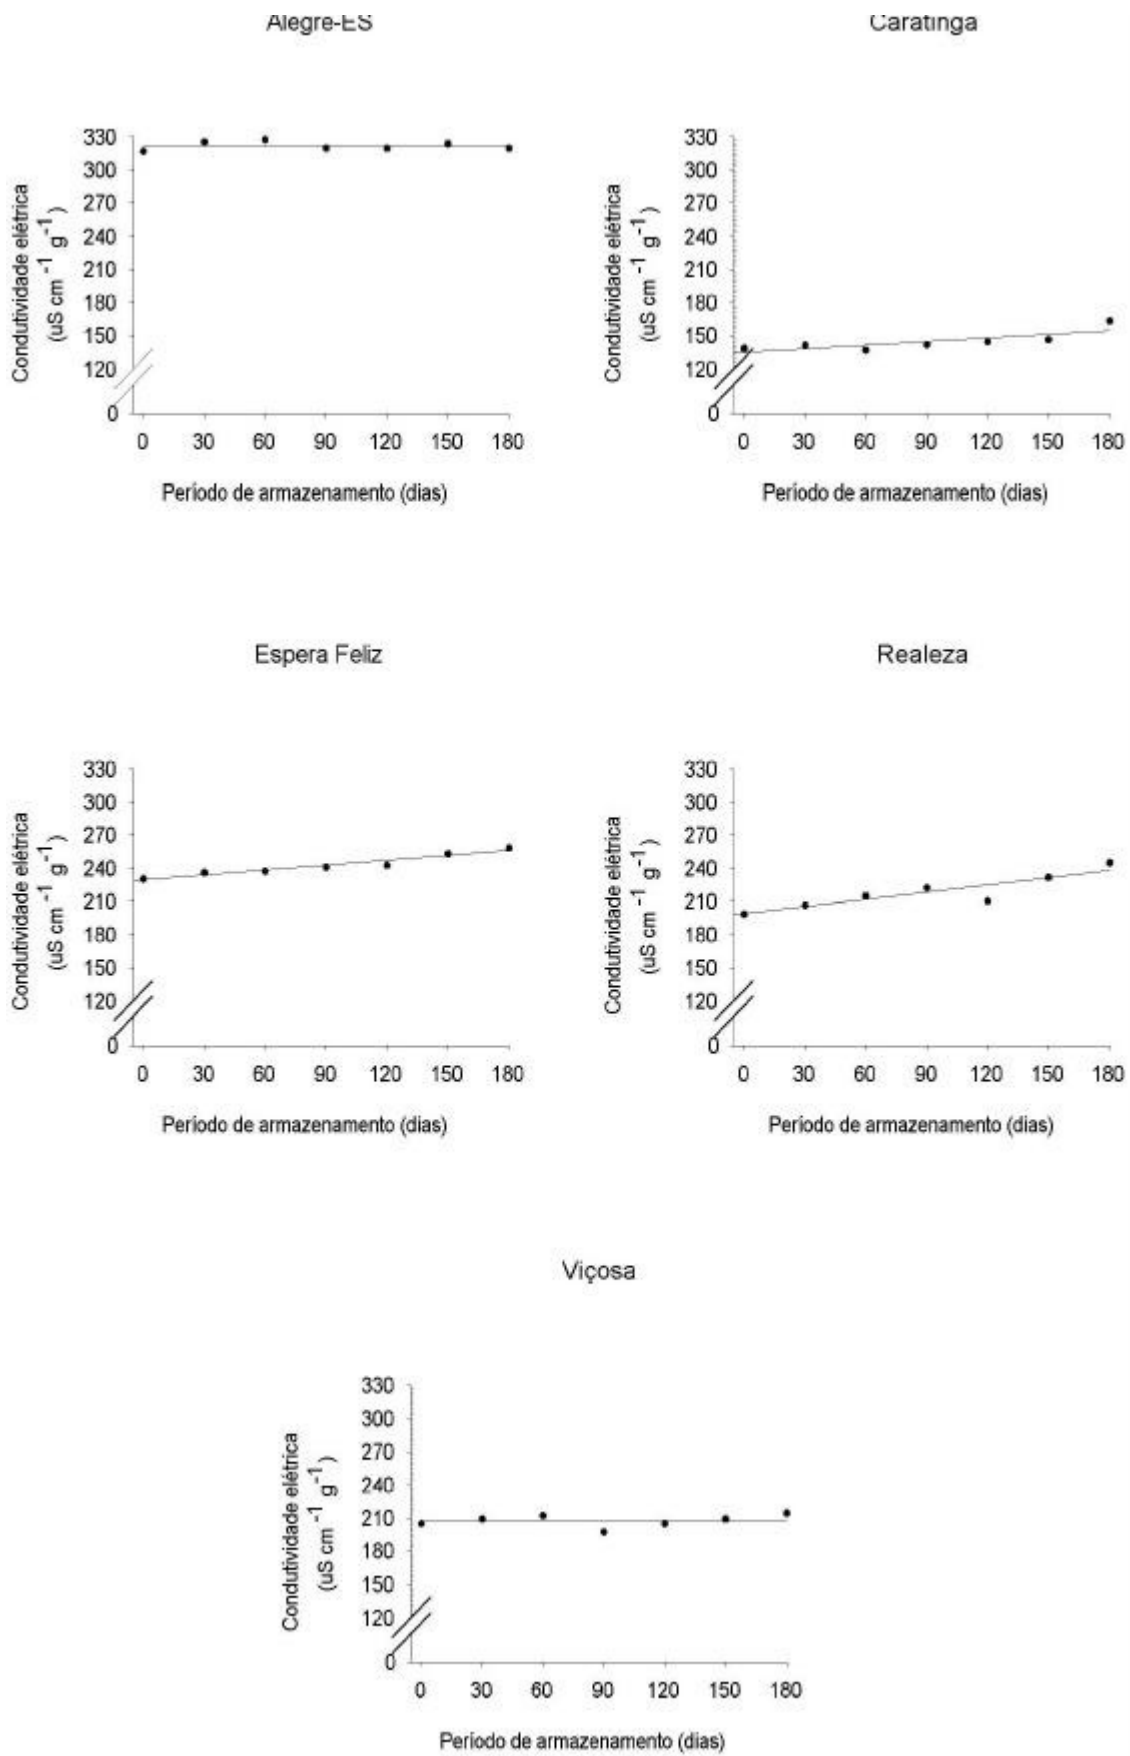 Alegre-ES
Caratinga
330
300
270
240
210
180
150
120
0
Condutividade elétrica
(uS cm -1 g-1 )
0 30 60 90 120 150 180
Período de armazenamento (dias)
330
300
270
240
210
180
150
120
0
Condutividade elétrica
(uS cm -1 g-1 )
0 30 60 90 120 150 180
Período de armazenamento (dias)
Espera Feliz
Realeza
330
300
270
240
210
180
150
120
0
Condutividade elétrica
(uS cm -1 g-1 )
0 30 60 90 120 150 180
Período de armazenamento (dias)
330
300
270
240
210
180
150
120
0
Condutividade elétrica
(uS cm -1 g-1 )
0 30 60 90 120 150 180
Período de armazenamento (dias)
Viçosa
330
300
270
240
210
180
150
120
0
Condutividade elétrica
(uS cm -1 g-1 )
0 30 60 90 120 150 180
Período de armazenamento (dias)